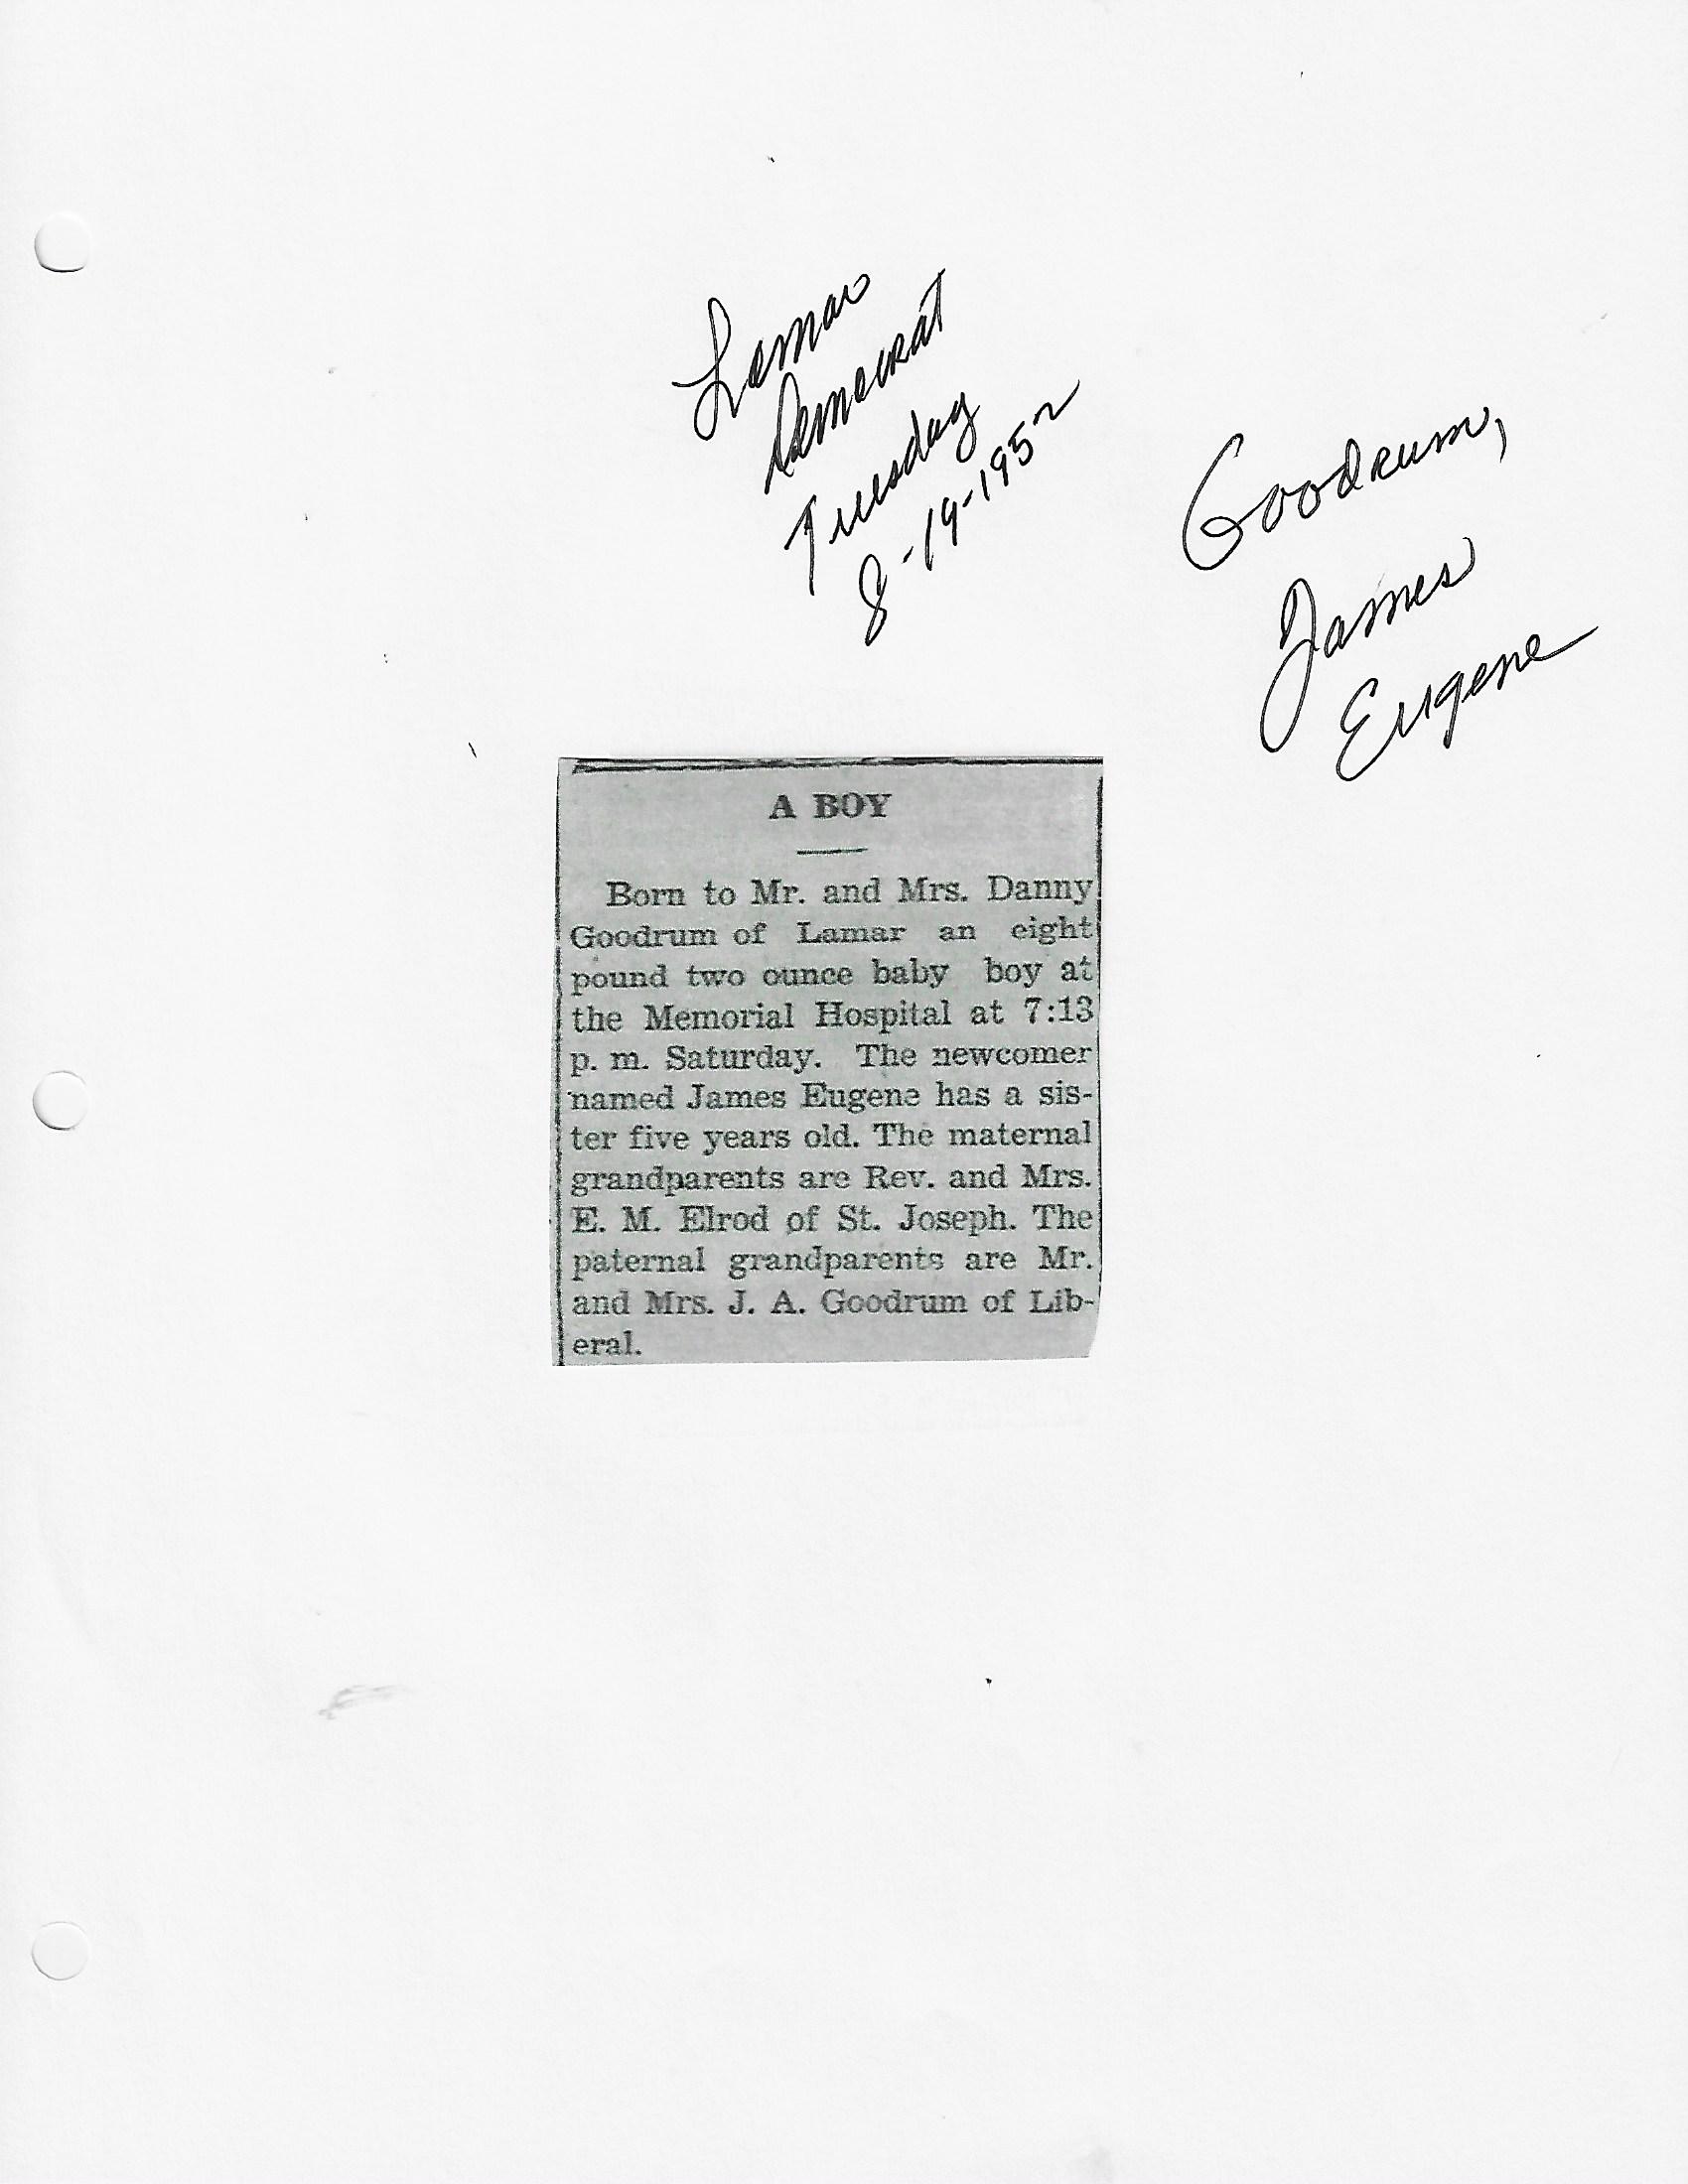 Lamar
Democrat
Tuesday
8-19-1952
Goodrum,
James
Eugene
A BOY
Born to Mr. and Mrs. Danny
Goodrum of Lamar an eight
pound two ounce baby boy at
the Memorial Hospital at 7:13
p. m. Saturday. The newcomer
named James Eugene has a sis-
ter five years old. The maternal
grandparents are Rev. and Mrs.
E. M. Elrod of St. Joseph. The
paternal grandparents are Mr.
and Mrs. J. A. Goodrum of Lib-
eral.